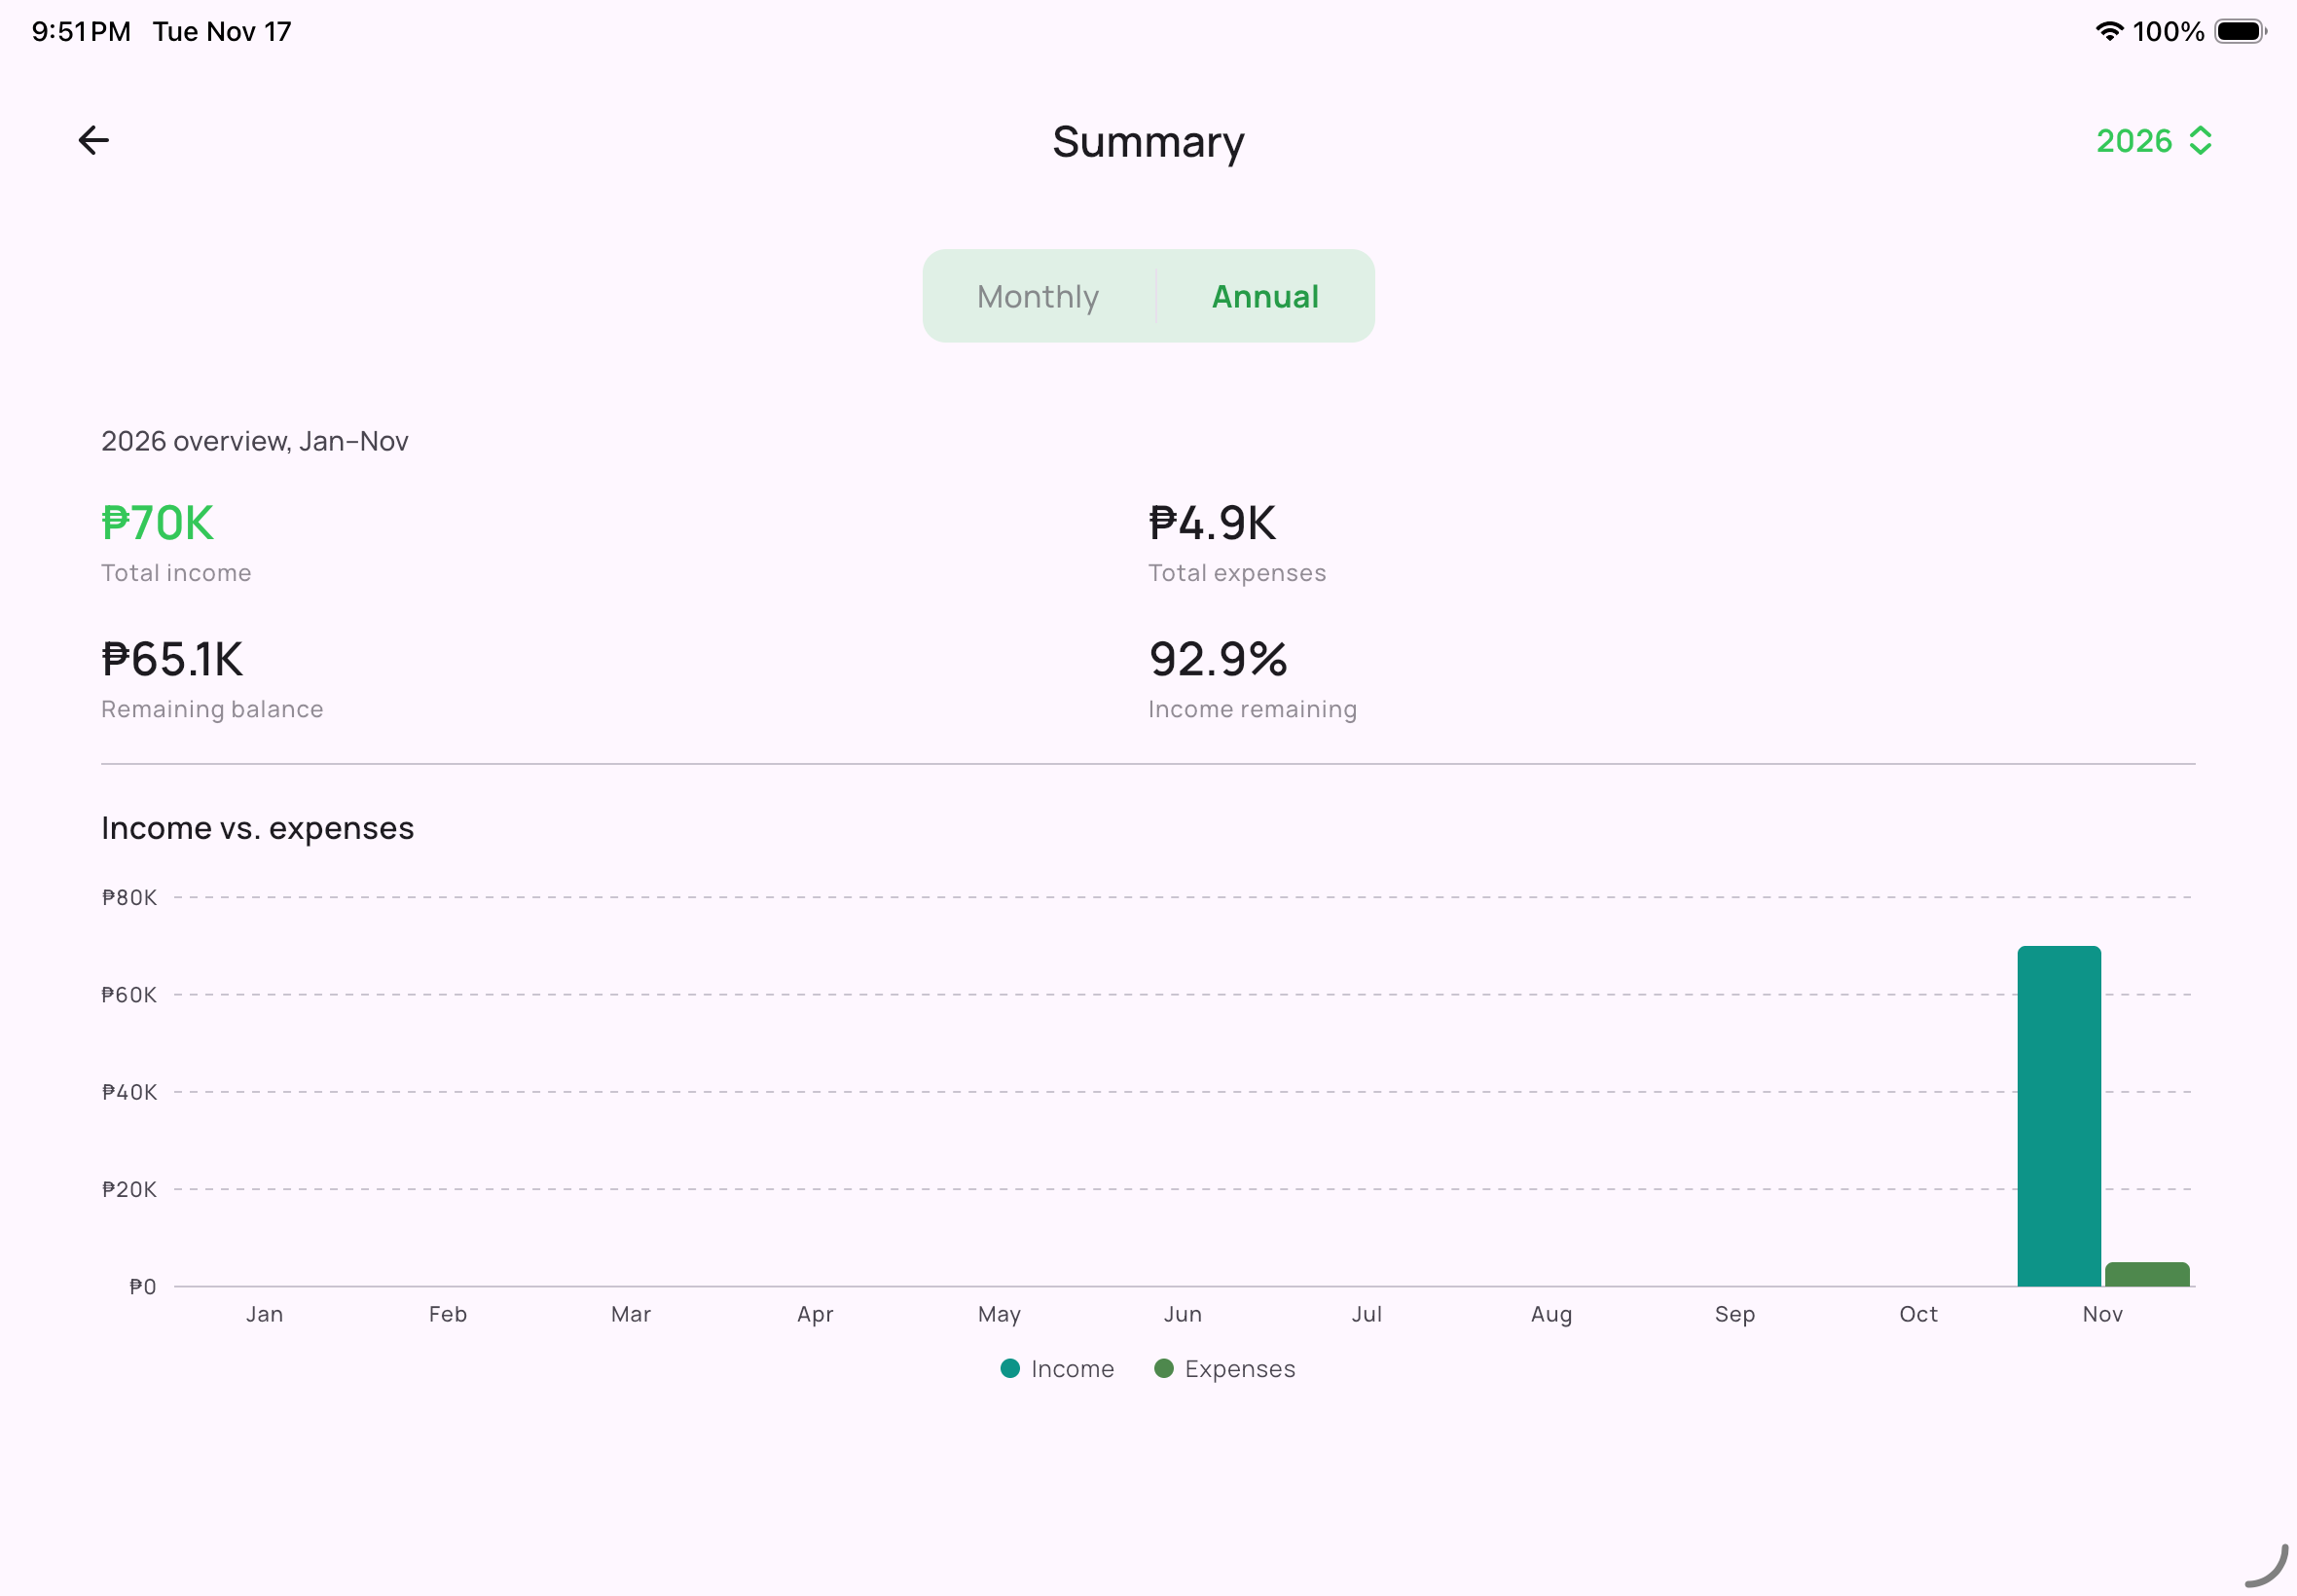 9:51 PM Tue Nov 17
100%
Summary
2026
Monthly
Annual
2026 overview, Jan–Nov
₱70K
Total income
₱4.9K
Total expenses
₱65.1K
Remaining balance
92.9%
Income remaining
Income vs. expenses
₱80K
₱60K
₱40K
₱20K
₱0
Jan Feb Mar Apr May Jun Jul Aug Sep Oct Nov
Income Expenses